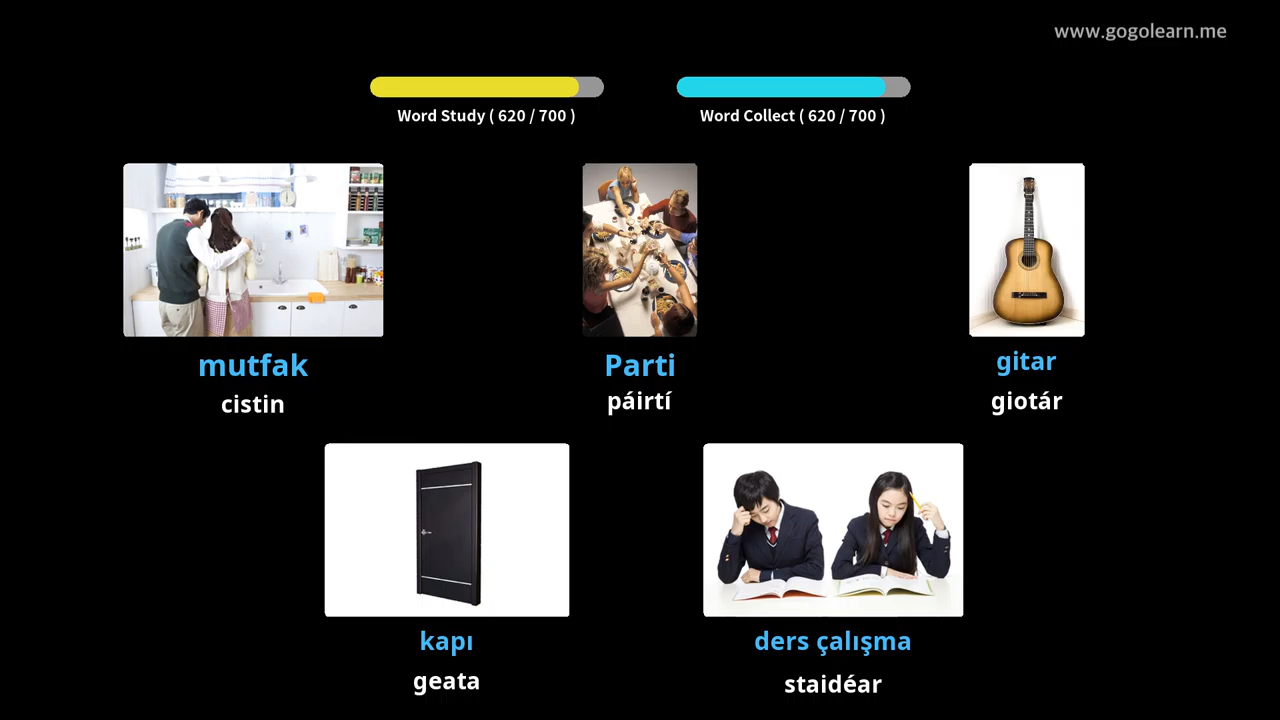 www.gogolearn.me
Word Study ( 620 / 700 )
Word Collect ( 620 / 700 )
mutfak
cistin
Parti
páirtí
gitar
giotár
kapı
geata
ders çalışma
staidéar